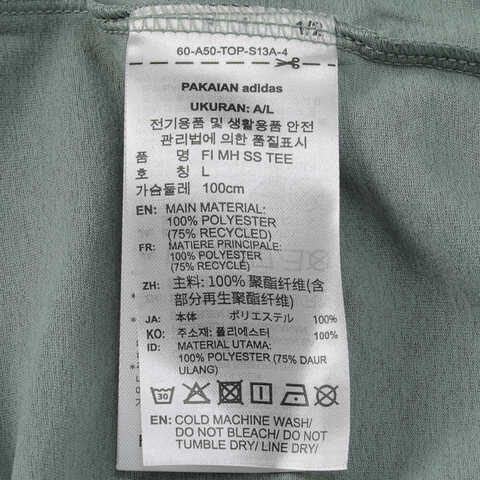 1/2
60-A50-TOP-S13A-4
PAKAIAN adidas
UKURAN: A/L
전기용품 및 생활용품 안전
관리법에 의한 품질표시
품 명 FI MH SS TEE
호 칭 L
가슴둘레 100cm
EN: MAIN MATERIAL:
100% POLYESTER
(75% RECYCLED)
FR: MATIERE PRINCIPALE:
100% POLYESTER
(75% RECYCLE)
ZH: 主料: 100% 聚酯纤维(含
部分再生聚酯纤维)
JA: 本体 ポリエステル 100%
KO: 주소재: 폴리에스터 100%
ID: MATERIAL UTAMA:
100% POLYESTER (75% DAUR
ULANG)
30
EN: COLD MACHINE WASH/
DO NOT BLEACH/ DO NOT
TUMBLE DRY/ LINE DRY/